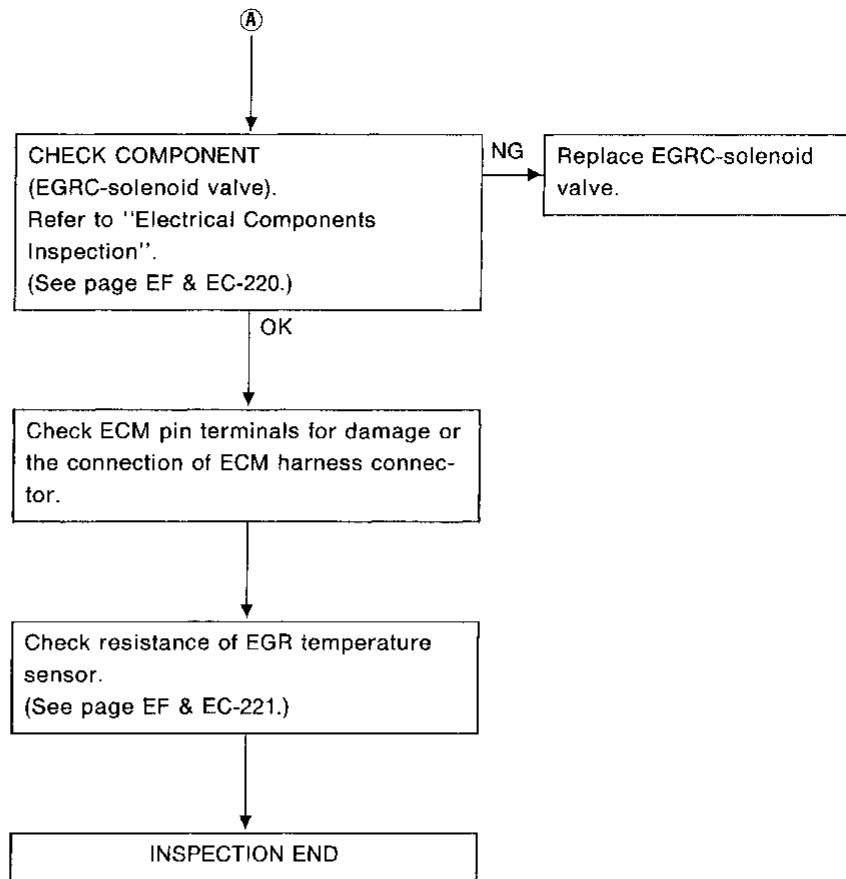 Ⓐ
CHECK COMPONENT
(EGRC-solenoid valve).
Refer to ''Electrical Components
Inspection''.
(See page EF & EC-220.)
NG
Replace EGRC-solenoid
valve.
OK
Check ECM pin terminals for damage or
the connection of ECM harness connec-
tor.
Check resistance of EGR temperature
sensor.
(See page EF & EC-221.)
INSPECTION END